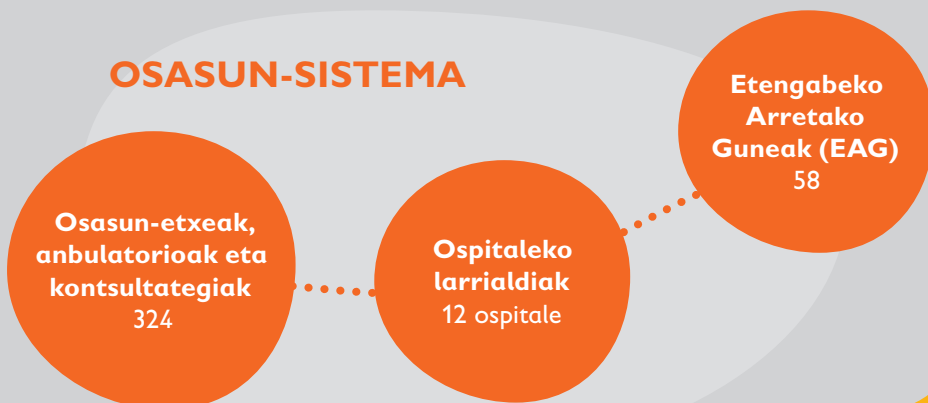 OSASUN-SISTEMA
Osasun-etxeak,
anbulatorioak eta
kontsultategiak
324
Ospitaleko
larrialdiak
12 ospitale
Etengabeko
Arretako
Guneak (EAG)
58